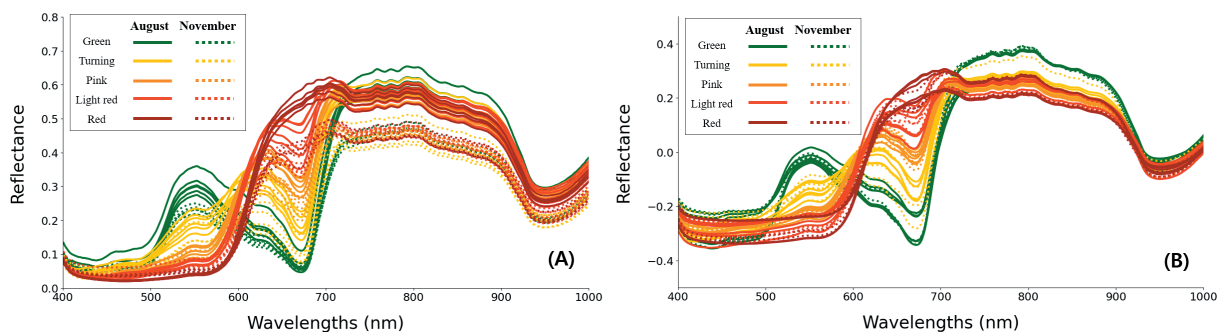 0.8
0.7
0.6
0.5
0.4
0.3
0.2
0.1
0.0
Reflectance
August November
Green
Turning
Pink
Light red
Red
(A)
400 500 600 700 800 900 1000
Wavelengths (nm)
0.4
0.2
0.0
−0.2
−0.4
Reflectance
August November
Green
Turning
Pink
Light red
Red
(B)
400 500 600 700 800 900 1000
Wavelengths (nm)